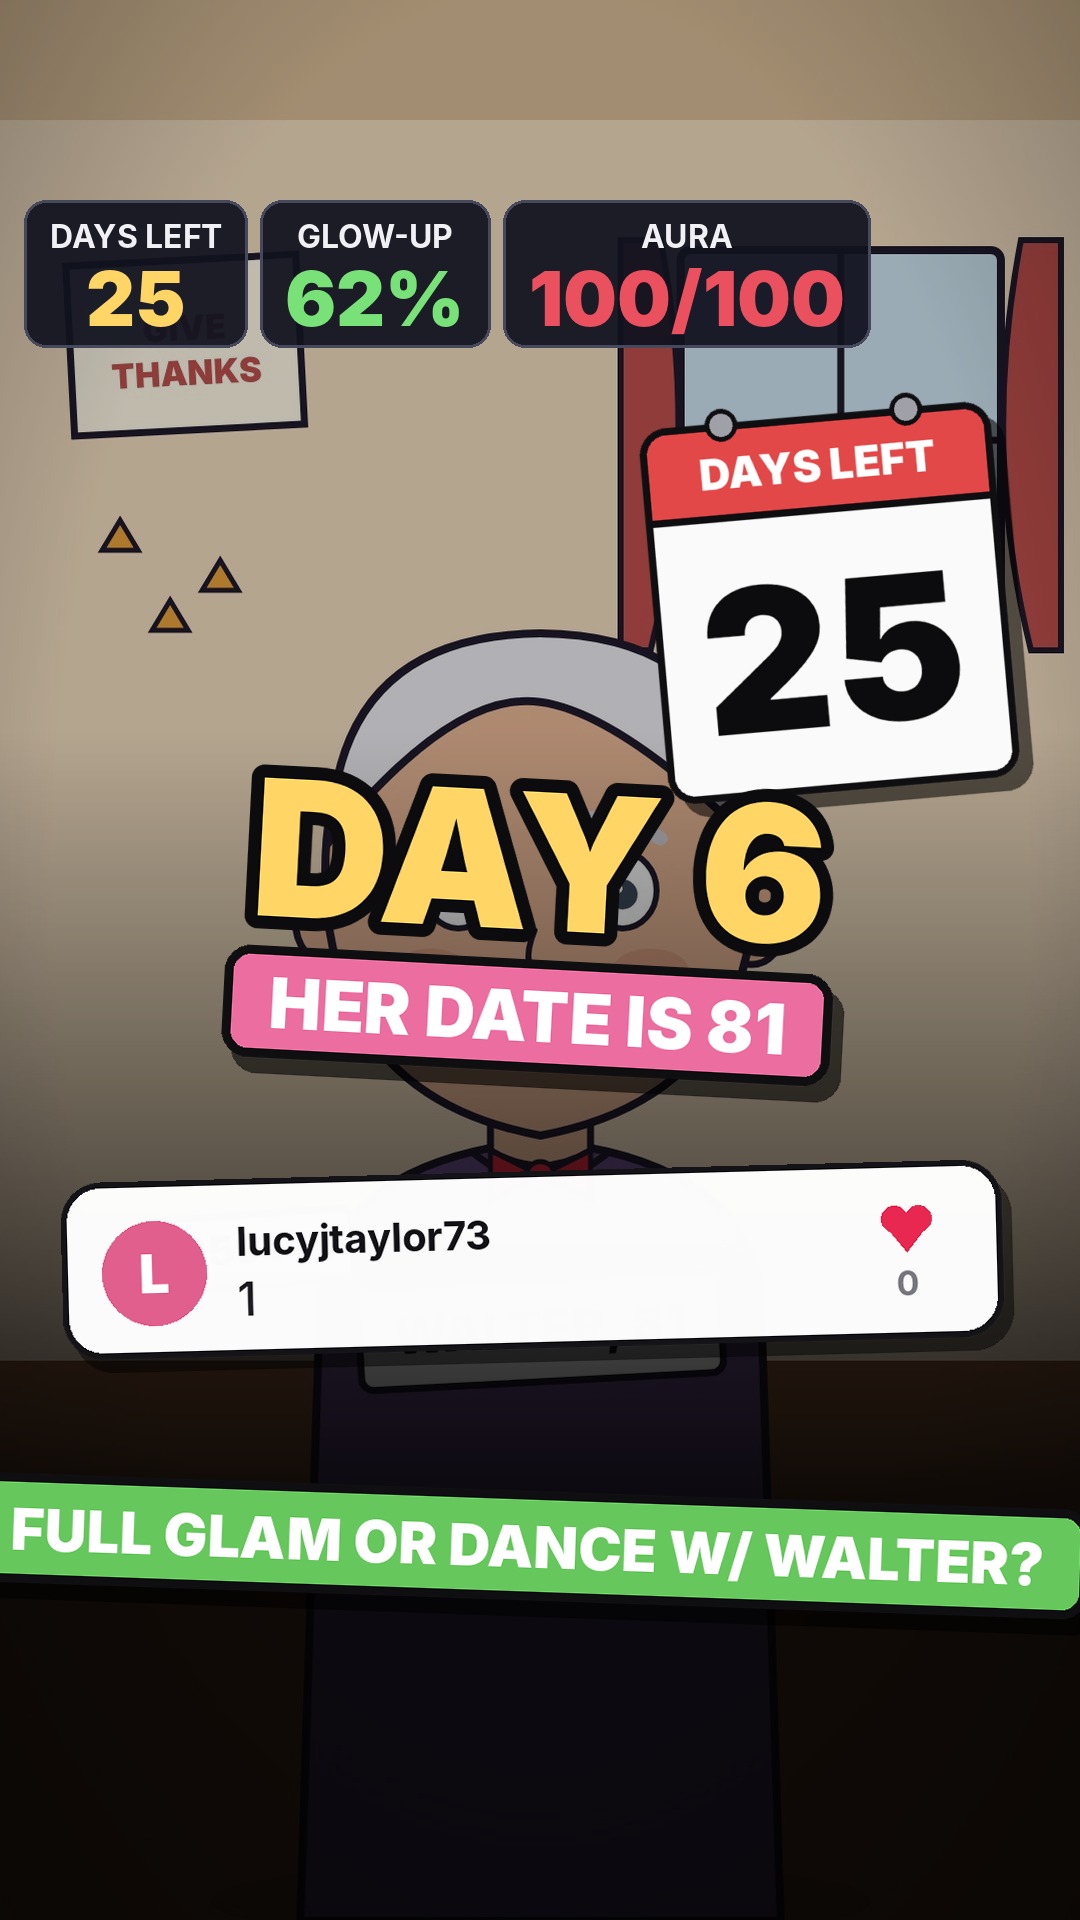 DAYS LEFT
25
GLOW-UP
62%
AURA
100/100
GIVE
THANKS
DAYS LEFT
25
DAY 6
HER DATE IS 81
L
lucyjtaylor73
1
0
FULL GLAM OR DANCE W/ WALTER?